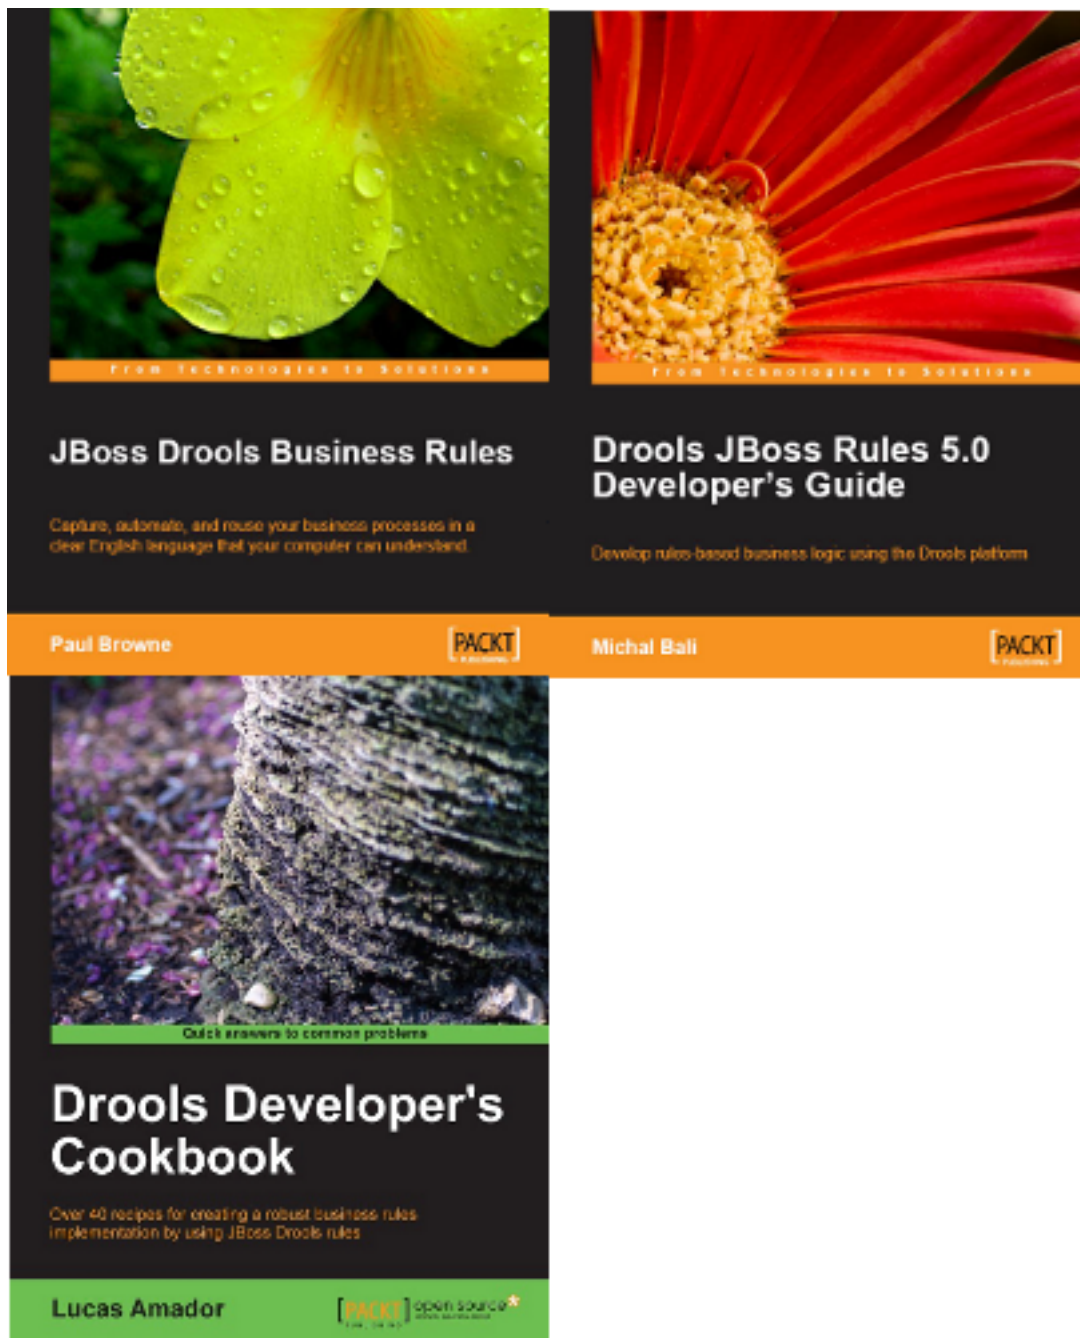 From Technologies to Solutions
JBoss Drools Business Rules
Capture, automate, and reuse your business processes in a
clear English language that your computer can understand.
Paul Browne
[PACKT]
PUBLISHING
From Technologies to Solutions
Drools JBoss Rules 5.0
Developer's Guide
Develop rules-based business logic using the Drools platform
Michal Bali
[PACKT]
PUBLISHING
Quick answers to common problems
Drools Developer's
Cookbook
Over 40 recipes for creating a robust business rules
implementation by using JBoss Drools rules
Lucas Amador
[PACKT] open source*
PUBLISHING